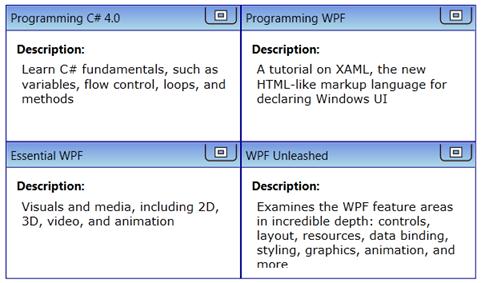 Programming C# 4.0
Description:
Learn C# fundamentals, such as
variables, flow control, loops, and
methods
Programming WPF
Description:
A tutorial on XAML, the new
HTML-like markup language for
declaring Windows UI
Essential WPF
Description:
Visuals and media, including 2D,
3D, video, and animation
WPF Unleashed
Description:
Examines the WPF feature areas
in incredible depth: controls,
layout, resources, data binding,
styling, graphics, animation, and
more